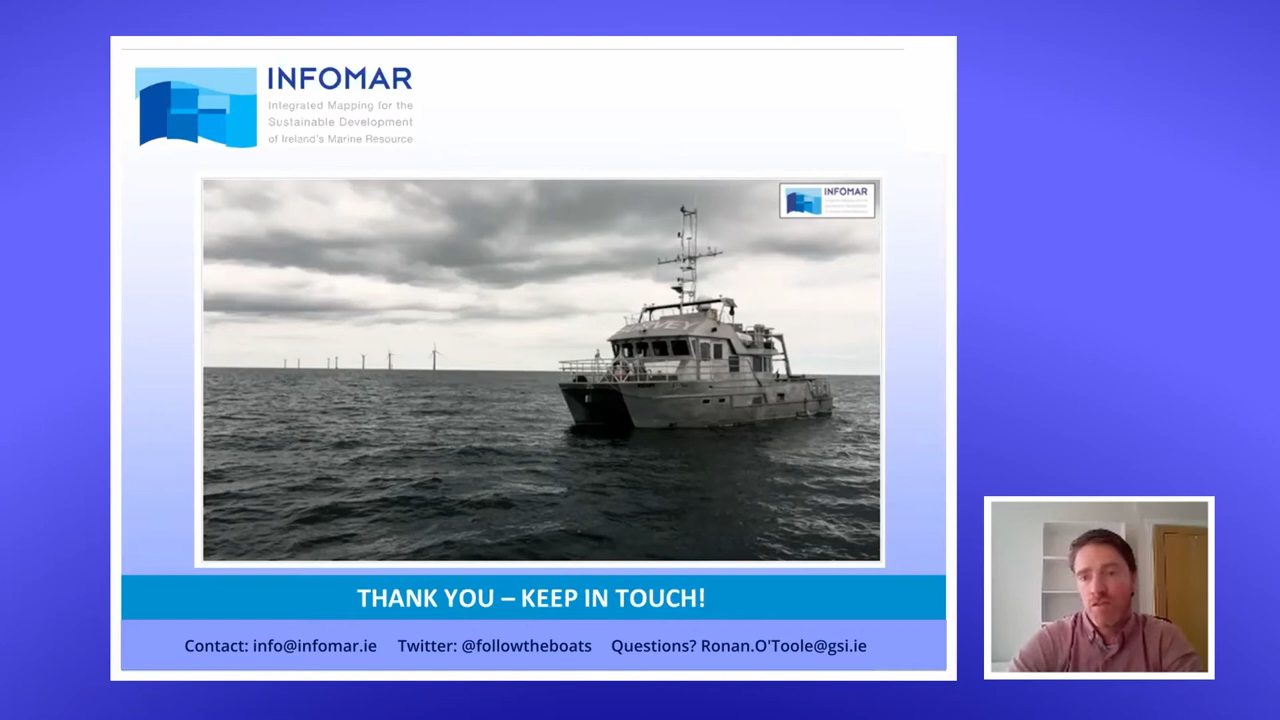 INFOMAR
Integrated Mapping for the
Sustainable Development
of Ireland's Marine Resource
INFOMAR
THANK YOU – KEEP IN TOUCH!
Contact: info@infomar.ie Twitter: @followtheboats Questions? Ronan.O'Toole@gsi.ie